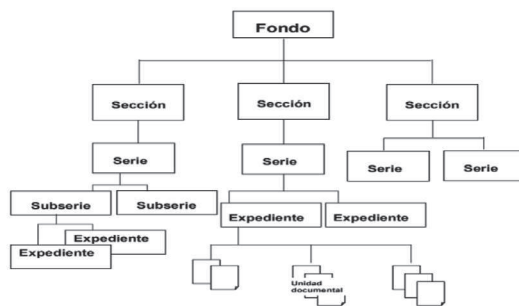 Fondo
Sección Sección Sección
Serie Serie Serie Serie
Subserie Subserie Expediente Expediente
Expediente
Expediente
Unidad
documental